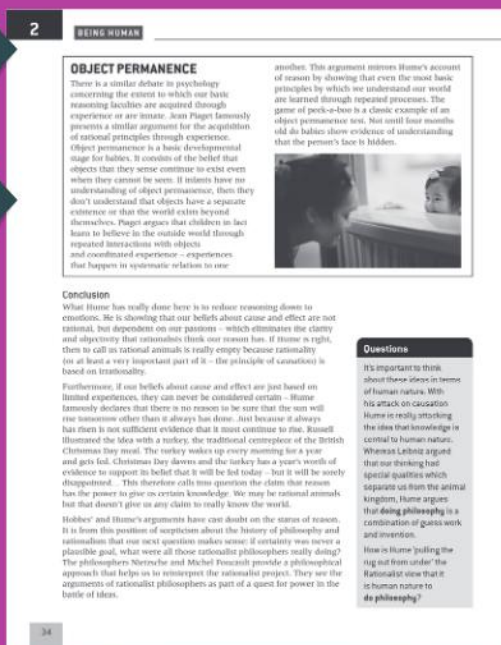 2
BEING HUMAN
OBJECT PERMANENCE
There is a similar debate in psychology
concerning the extent to which our basic
reasoning faculties are acquired through
experience or are innate. Jean Piaget famously
presents a similar argument for the acquisition
of rational principles through experience.
Object permanence is a basic developmental
stage for babies. It consists of the belief that
objects that they sense continue to exist even
when they cannot be seen. If infants have no
understanding of object permanence, then they
don't understand that objects have a separate
existence or that the world exists beyond
themselves. Piaget argues that children in fact
learn to believe in the outside world through
repeated interactions with objects
and coordinated experience – experiences
that happen in systematic relation to one
another. This argument mirrors Hume's account
of reason by showing that even the most basic
principles by which we understand our world
are learned through repeated processes. The
game of peek-a-boo is a classic example of an
object permanence test. Not until four months
old do babies show evidence of understanding
that the person's face is hidden.
Conclusion
What Hume has really done here is to reduce reasoning down to
emotions. He is showing that our beliefs about cause and effect are not
rational, but dependent on our passions – which eliminates the clarity
and objectivity that rationalists think our reason has. If Hume is right,
then to call us rational animals is really empty because rationality
(or at least a very important part of it – the principle of causation) is
based on irrationality.
Furthermore, if our beliefs about cause and effect are just based on
limited experiences, they can never be considered certain – Hume
famously declares that there is no reason to be sure that the sun will
rise tomorrow other than it always has done. Just because it always
has risen is not sufficient evidence that it must continue to rise. Russell
illustrated the idea with a turkey, the traditional centrepiece of the British
Christmas Day meal. The turkey wakes up every morning for a year
and gets fed. Christmas Day dawns and the turkey has a year's worth of
evidence to support its belief that it will be fed today – but it will be sorely
disappointed... This therefore calls into question the claim that reason
has the power to give us certain knowledge. We may be rational animals
but that doesn't give us any claim to really know the world.
Hobbes' and Hume's arguments have cast doubt on the status of reason.
It is from this position of scepticism about the history of philosophy and
rationalism that our next question makes sense: if certainty was never a
plausible goal, what were all those rationalist philosophers really doing?
The philosophers Nietzsche and Michel Foucault provide a philosophical
approach that helps us to reinterpret the rationalist project. They see the
arguments of rationalist philosophers as part of a quest for power in the
battle of ideas.
Questions
It's important to think
about these ideas in terms
of human nature. With
his attack on causation
Hume is really attacking
the idea that knowledge is
central to human nature.
Whereas Leibniz argued
that our thinking had
special qualities which
separate us from the animal
kingdom, Hume argues
that doing philosophy is a
combination of guess work
and invention.
How is Hume 'pulling the
rug out from under' the
Rationalist view that it
is human nature to
do philosophy?
34